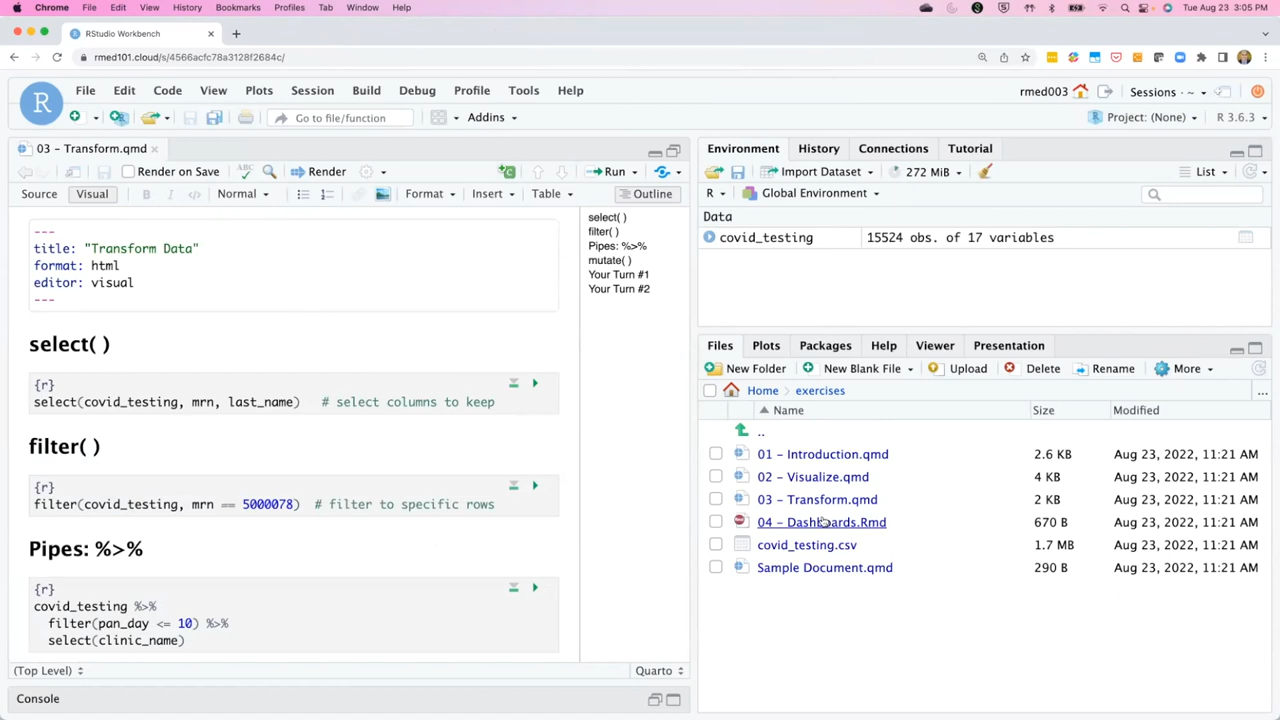 Chrome File Edit View History Bookmarks Profiles Tab Window Help Tue Aug 23 3:05 PM
RStudio Workbench
rmed101.cloud/s/4566acfc78a3128f2684c/
R File Edit Code View Plots Session Build Debug Profile Tools Help rmed003 Sessions ~
Go to file/function Addins Project: (None) R 3.6.3
03 - Transform.qmd
Render on Save Render Run
Source Visual B I Normal Format Insert Table Outline
---
title: "Transform Data"
format: html
editor: visual
---
select( )
{r}
select(covid_testing, mrn, last_name) # select columns to keep
filter( )
{r}
filter(covid_testing, mrn == 5000078) # filter to specific rows
Pipes: %>%
{r}
covid_testing %>%
filter(pan_day <= 10) %>%
select(clinic_name)
select( )
filter( )
Pipes: %>%
mutate( )
Your Turn #1
Your Turn #2
(Top Level) Quarto
Console
Environment History Connections Tutorial
Import Dataset 272 MiB List
R Global Environment
Data
covid_testing 15524 obs. of 17 variables
Files Plots Packages Help Viewer Presentation
New Folder New Blank File Upload Delete Rename More
Home exercises ...
Name Size Modified
..
01 - Introduction.qmd 2.6 KB Aug 23, 2022, 11:21 AM
02 - Visualize.qmd 4 KB Aug 23, 2022, 11:21 AM
03 - Transform.qmd 2 KB Aug 23, 2022, 11:21 AM
04 - Dashboards.Rmd 670 B Aug 23, 2022, 11:21 AM
covid_testing.csv 1.7 MB Aug 23, 2022, 11:21 AM
Sample Document.qmd 290 B Aug 23, 2022, 11:21 AM